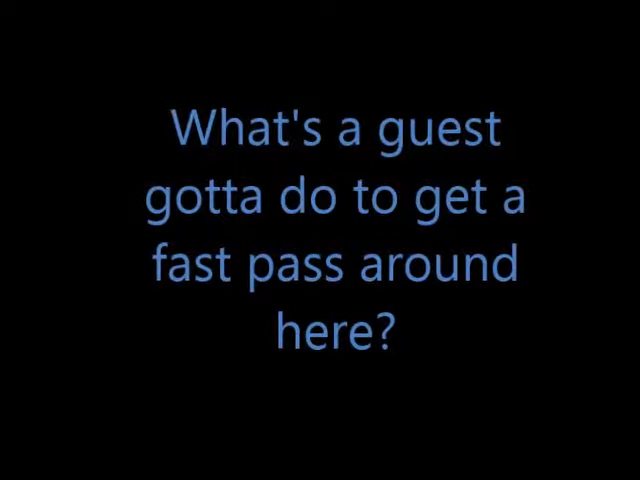 What's a guest
gotta do to get a
fast pass around
here?